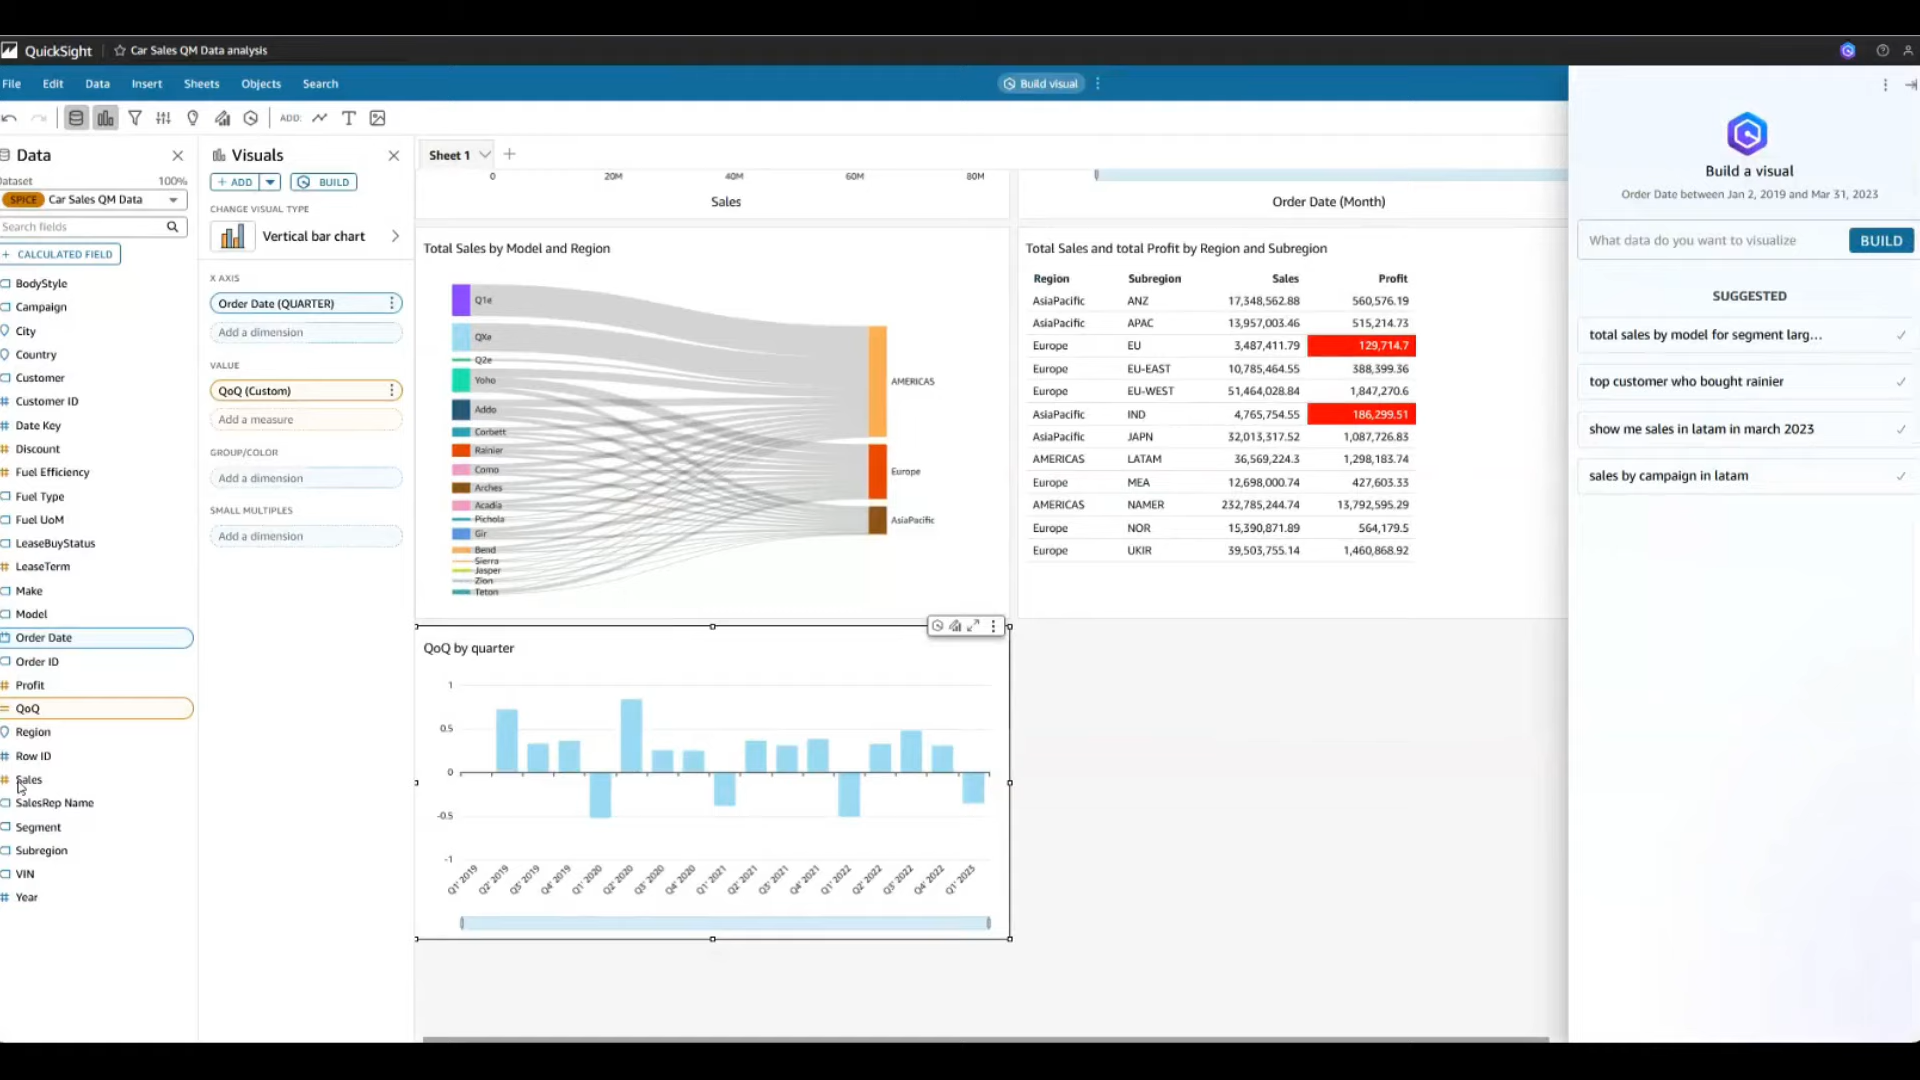 QuickSight
Car Sales QM Data analysis
File Edit Data Insert Sheets Objects Search
Build visual
ADD:
Data
Dataset 100%
SPICE Car Sales QM Data
Search fields
+ CALCULATED FIELD
BodyStyle
Campaign
City
Country
Customer
Customer ID
Date Key
Discount
Fuel Efficiency
Fuel Type
Fuel UoM
LeaseBuyStatus
LeaseTerm
Make
Model
Order Date
Order ID
Profit
QoQ
Region
Row ID
Sales
SalesRep Name
Segment
Subregion
VIN
Year
Visuals
+ ADD BUILD
CHANGE VISUAL TYPE
Vertical bar chart
X AXIS
Order Date (QUARTER)
Add a dimension
VALUE
QoQ (Custom)
Add a measure
GROUP/COLOR
Add a dimension
SMALL MULTIPLES
Add a dimension
Sheet 1
0 20M 40M 60M 80M
Sales
Order Date (Month)
Total Sales by Model and Region
Q1e
QXe
Q2e
Yoho
Addo
Corbett
Rainier
Como
Arches
Acadia
Pichola
Gir
Bend
Sierra
Jasper
Zion
Teton
AMERICAS
Europe
AsiaPacific
Total Sales and total Profit by Region and Subregion
Region Subregion Sales Profit
AsiaPacific ANZ 17,348,562.88 560,576.19
AsiaPacific APAC 13,957,003.46 515,214.73
Europe EU 3,487,411.79 129,714.7
Europe EU-EAST 10,785,464.55 388,399.36
Europe EU-WEST 51,464,028.84 1,847,270.6
AsiaPacific IND 4,765,754.55 186,299.51
AsiaPacific JAPN 32,013,317.52 1,087,726.83
AMERICAS LATAM 36,569,224.3 1,298,183.74
Europe MEA 12,698,000.74 427,603.33
AMERICAS NAMER 232,785,244.74 13,792,595.29
Europe NOR 15,390,871.89 564,179.5
Europe UKIR 39,503,755.14 1,460,868.92
QoQ by quarter
1
0.5
0
-0.5
-1
Q1' 2019 Q2' 2019 Q3' 2019 Q4' 2019 Q1' 2020 Q2' 2020 Q3' 2020 Q4' 2020 Q1' 2021 Q2' 2021 Q3' 2021 Q4' 2021 Q1' 2022 Q2' 2022 Q3' 2022 Q4' 2022 Q1' 2023
Build a visual
Order Date between Jan 2, 2019 and Mar 31, 2023
What data do you want to visualize BUILD
SUGGESTED
total sales by model for segment larg...
top customer who bought rainier
show me sales in latam in march 2023
sales by campaign in latam